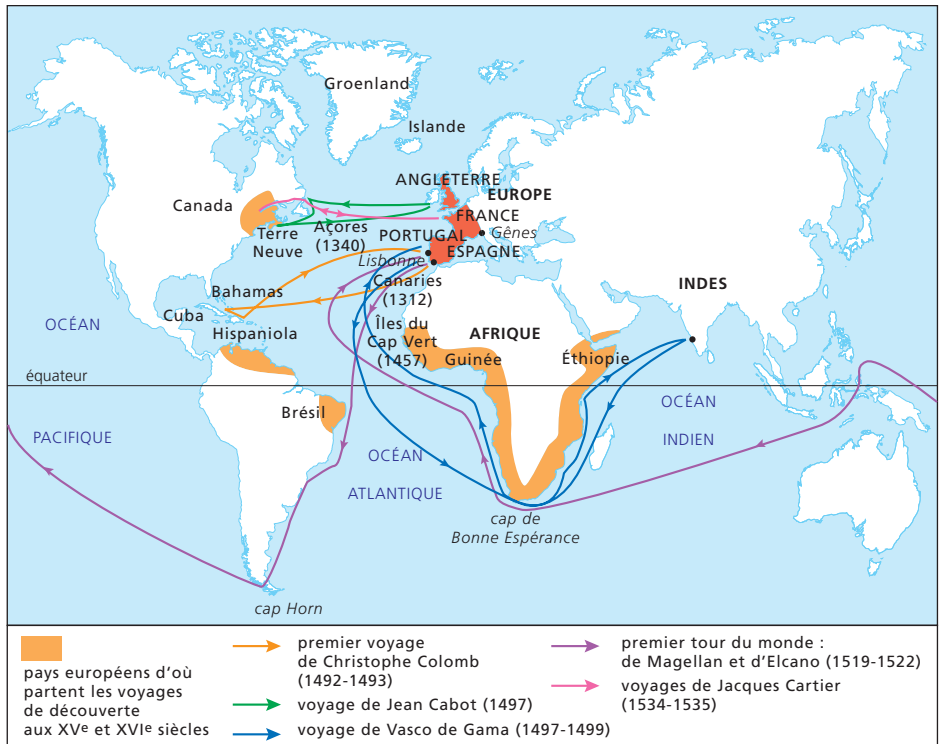 Groenland
Islande
ANGLETERRE
EUROPE
Canada
FRANCE
Terre
Neuve
Açores
(1340)
PORTUGAL
Gênes
Lisbonne
ESPAGNE
Bahamas
Canaries
(1312)
INDES
Cuba
OCÉAN
Hispaniola
Îles du
Cap Vert
(1457)
AFRIQUE
Guinée
Éthiopie
équateur
Brésil
OCÉAN
PACIFIQUE
INDIEN
OCÉAN
ATLANTIQUE
cap de
Bonne Espérance
cap Horn
pays européens d'où
partent les voyages
de découverte
aux XVe et XVIe siècles
premier voyage
de Christophe Colomb
(1492-1493)
voyage de Jean Cabot (1497)
voyage de Vasco de Gama (1497-1499)
premier tour du monde :
de Magellan et d'Elcano (1519-1522)
voyages de Jacques Cartier
(1534-1535)